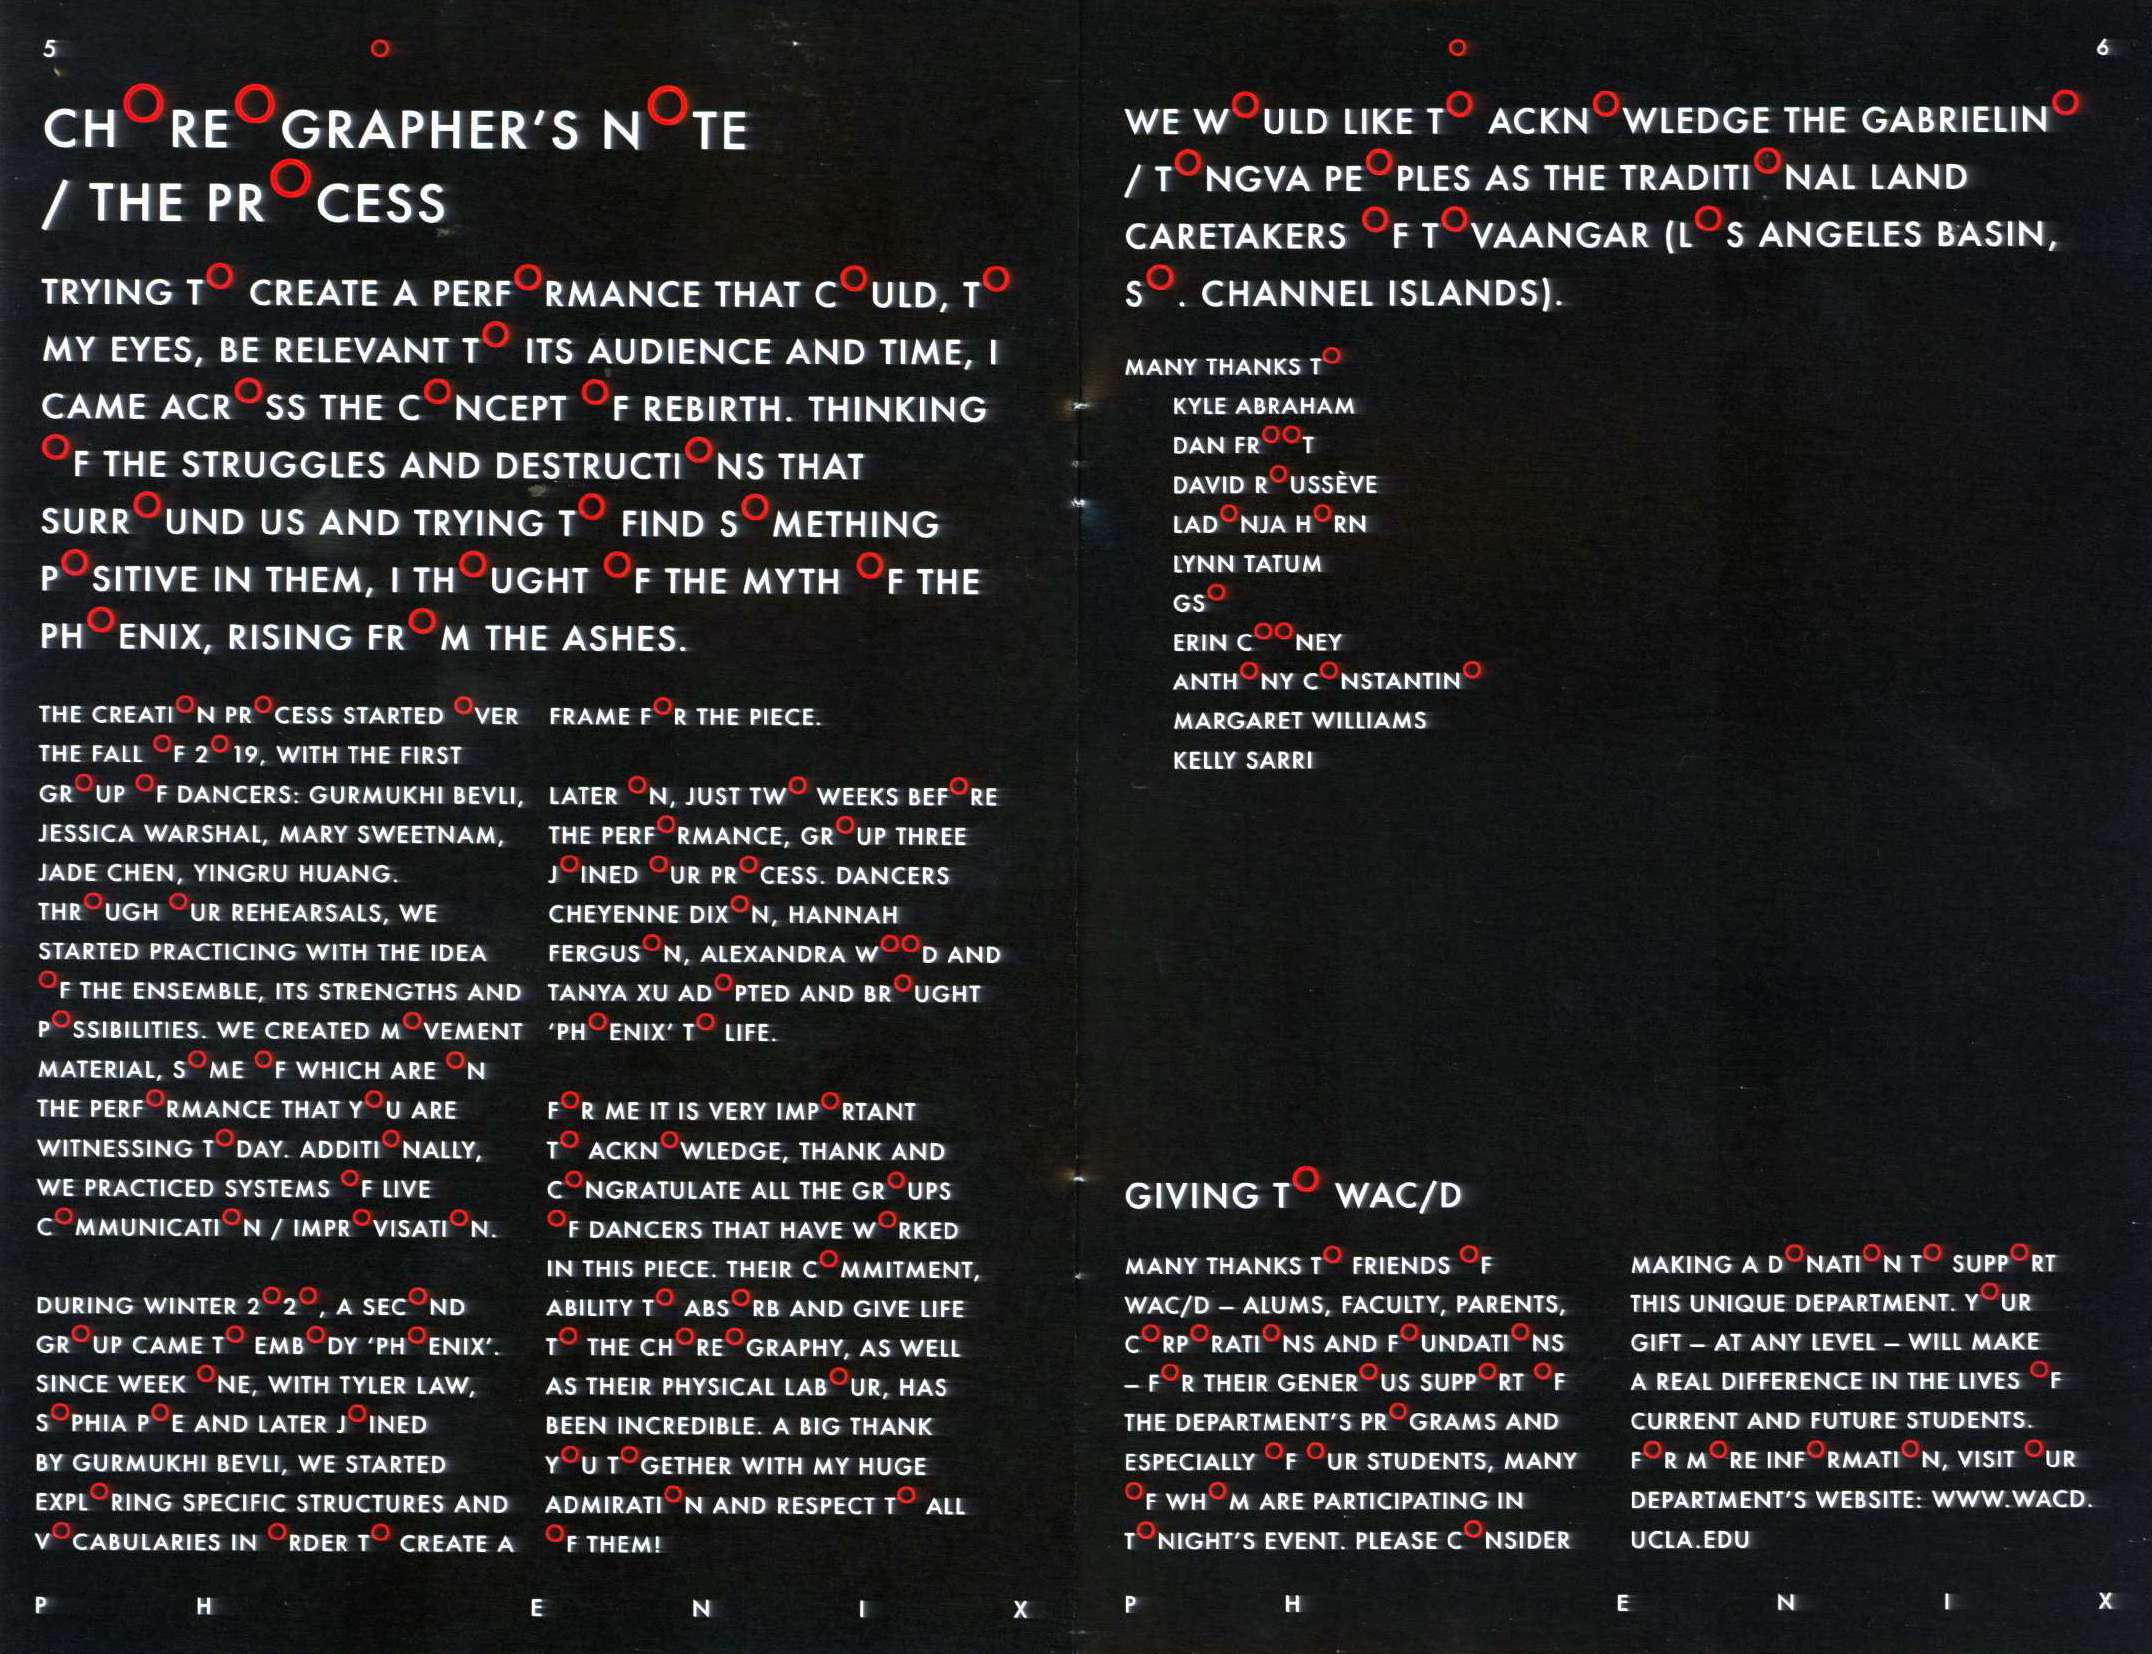 5
O
CHOREOGRAPHER'S NOTE
/ THE PROCESS
TRYING TO CREATE A PERFORMANCE THAT COULD, TO
MY EYES, BE RELEVANT TO ITS AUDIENCE AND TIME, I
CAME ACROSS THE CONCEPT OF REBIRTH. THINKING
OF THE STRUGGLES AND DESTRUCTIONS THAT
SURROUND US AND TRYING TO FIND SOMETHING
POSITIVE IN THEM, I THOUGHT OF THE MYTH OF THE
PHOENIX, RISING FROM THE ASHES.
THE CREATION PROCESS STARTED OVER
THE FALL OF 2O19, WITH THE FIRST
GROUP OF DANCERS: GURMUKHI BEVLI,
JESSICA WARSHAL, MARY SWEETNAM,
JADE CHEN, YINGRU HUANG.
THROUGH OUR REHEARSALS, WE
STARTED PRACTICING WITH THE IDEA
OF THE ENSEMBLE, ITS STRENGTHS AND
POSSIBILITIES. WE CREATED MOVEMENT
MATERIAL, SOME OF WHICH ARE ON
THE PERFORMANCE THAT YOU ARE
WITNESSING TODAY. ADDITIONALLY,
WE PRACTICED SYSTEMS OF LIVE
COMMUNICATION / IMPROVISATION.
DURING WINTER 2O2O, A SECOND
GROUP CAME TO EMBODY 'PHOENIX'.
SINCE WEEK ONE, WITH TYLER LAW,
SOPHIA POE AND LATER JOINED
BY GURMUKHI BEVLI, WE STARTED
EXPLORING SPECIFIC STRUCTURES AND
VOCABULARIES IN ORDER TO CREATE A
FRAME FOR THE PIECE.
LATER ON, JUST TWO WEEKS BEFORE
THE PERFORMANCE, GROUP THREE
JOINED OUR PROCESS. DANCERS
CHEYENNE DIXON, HANNAH
FERGUSON, ALEXANDRA WOOD AND
TANYA XU ADOPTED AND BROUGHT
'PHOENIX' TO LIFE.
FOR ME IT IS VERY IMPORTANT
TO ACKNOWLEDGE, THANK AND
CONGRATULATE ALL THE GROUPS
OF DANCERS THAT HAVE WORKED
IN THIS PIECE. THEIR COMMITMENT,
ABILITY TO ABSORB AND GIVE LIFE
TO THE CHOREOGRAPHY, AS WELL
AS THEIR PHYSICAL LABOUR, HAS
BEEN INCREDIBLE. A BIG THANK
YOU TOGETHER WITH MY HUGE
ADMIRATION AND RESPECT TO ALL
OF THEM!
P H E N I X
O
6
WE WOULD LIKE TO ACKNOWLEDGE THE GABRIELINO
/ TONGVA PEOPLES AS THE TRADITIONAL LAND
CARETAKERS OF TOVAANGAR (LOS ANGELES BASIN,
SO. CHANNEL ISLANDS).
MANY THANKS TO
KYLE ABRAHAM
DAN FROOT
DAVID ROUSSÈVE
LADONJA HORN
LYNN TATUM
GSO
ERIN COONEY
ANTHONY CONSTANTINO
MARGARET WILLIAMS
KELLY SARRI
GIVING TO WAC/D
MANY THANKS TO FRIENDS OF
WAC/D – ALUMS, FACULTY, PARENTS,
CORPORATIONS AND FOUNDATIONS
– FOR THEIR GENEROUS SUPPORT OF
THE DEPARTMENT'S PROGRAMS AND
ESPECIALLY OF OUR STUDENTS, MANY
OF WHOM ARE PARTICIPATING IN
TONIGHT'S EVENT. PLEASE CONSIDER
MAKING A DONATION TO SUPPORT
THIS UNIQUE DEPARTMENT. YOUR
GIFT – AT ANY LEVEL – WILL MAKE
A REAL DIFFERENCE IN THE LIVES OF
CURRENT AND FUTURE STUDENTS.
FOR MORE INFORMATION, VISIT OUR
DEPARTMENT'S WEBSITE: WWW.WACD.
UCLA.EDU
P H E N I X